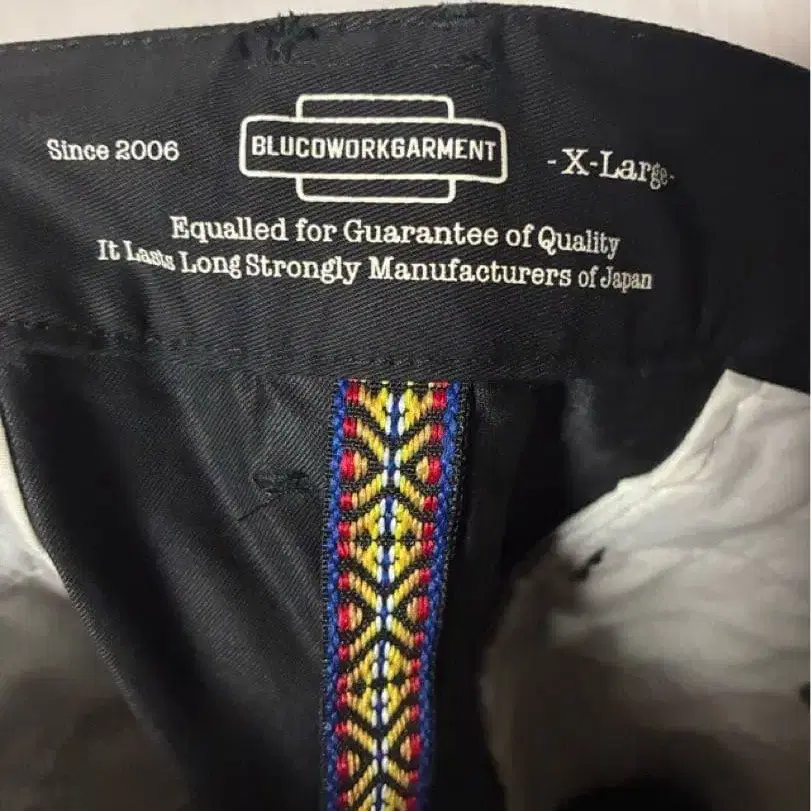 Since 2006
BLUCOWORKGARMENT
-X-Large-
Equalled for Guarantee of Quality
It Lasts Long Strongly Manufacturers of Japan